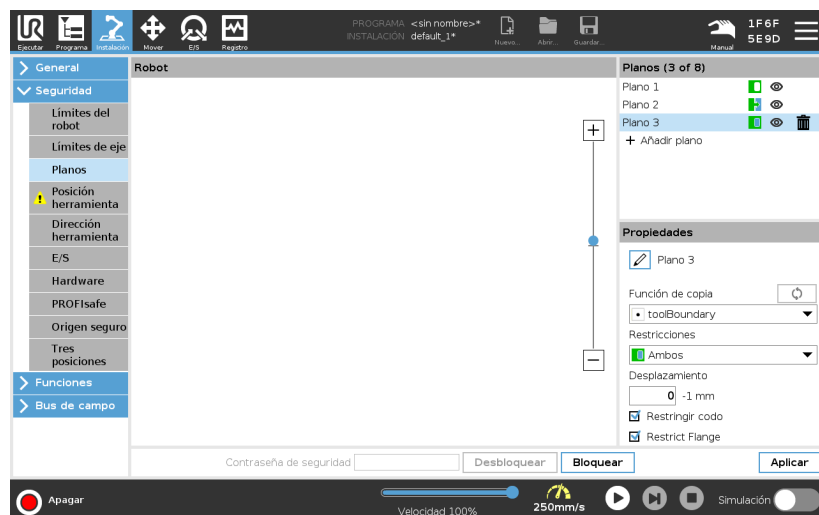 UR
PROGRAMA <sin nombre>*
INSTALACIÓN default_1*
1F6F
5E9D
Ejecutar Programa Instalación Mover E/S Registro Nuevo... Abrir... Guardar... Manual
General
Seguridad
Límites del robot
Límites de eje
Planos
Posición herramienta
Dirección herramienta
E/S
Hardware
PROFIsafe
Origen seguro
Tres posiciones
Funciones
Bus de campo
Robot
Planos (3 of 8)
Plano 1
Plano 2
Plano 3
+ Añadir plano
Propiedades
Plano 3
Función de copia
toolBoundary
Restricciones
Ambos
Desplazamiento
0 -1 mm
Restringir codo
Restrict Flange
Contraseña de seguridad Desbloquear Bloquear Aplicar
Apagar Velocidad 100% 250mm/s Simulación